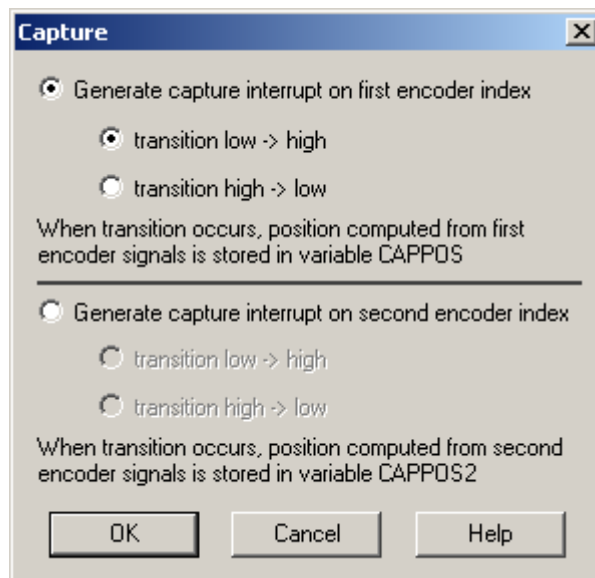 Capture
Generate capture interrupt on first encoder index
transition low -> high
transition high -> low
When transition occurs, position computed from first
encoder signals is stored in variable CAPPOS
Generate capture interrupt on second encoder index
transition low -> high
transition high -> low
When transition occurs, position computed from second
encoder signals is stored in variable CAPPOS2
OK Cancel Help